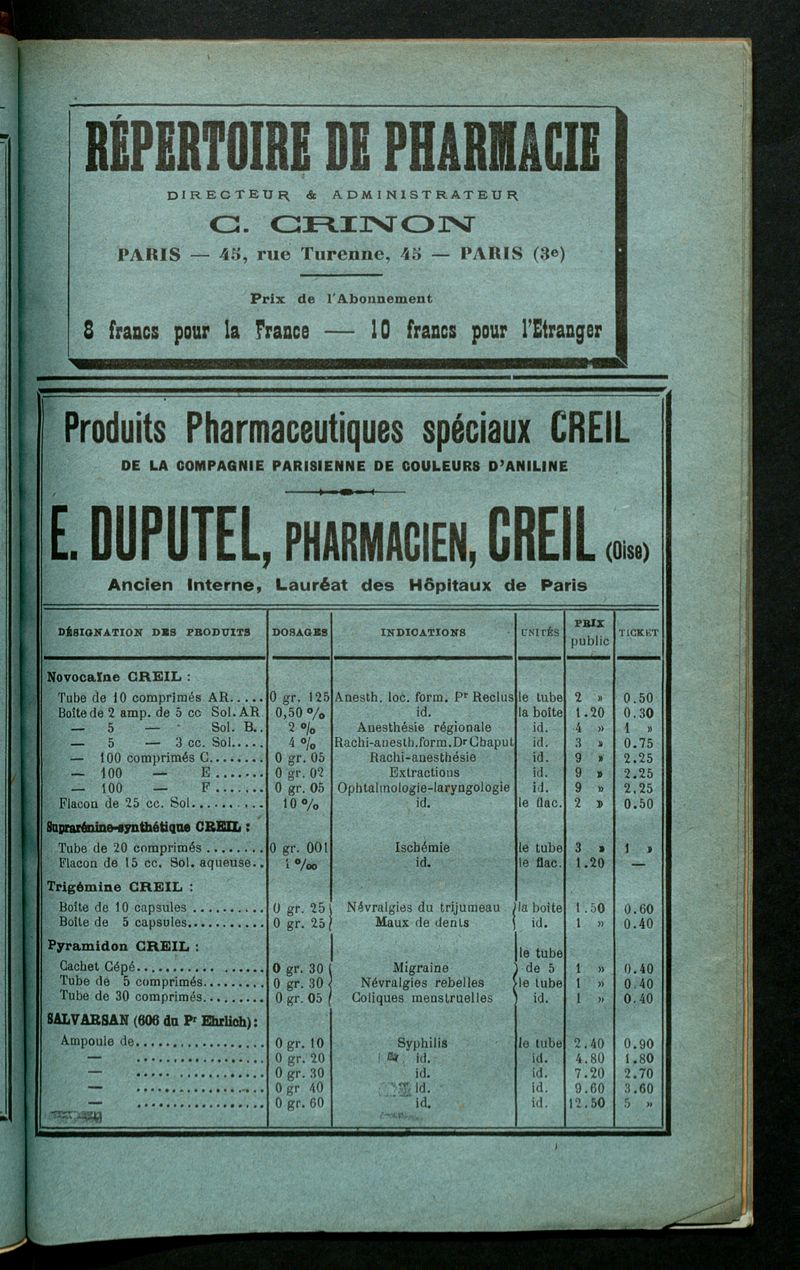 RÉPERTOIRE DE PHARMACIE
DIRECTEUR & ADMINISTRATEUR
C. CRINON
PARIS — 45, rue Turenne, 45 — PARIS (3e)
Prix de l'Abonnement
8 francs pour la France — 10 francs pour l'Etranger
Produits Pharmaceutiques spéciaux CREIL
DE LA COMPAGNIE PARISIENNE DE COULEURS D'ANILINE
E. DUPUTEL, PHARMACIEN, CREIL (Oise)
Ancien Interne, Lauréat des Hôpitaux de Paris
DÉSIGNATION DES PRODUITS DOSAGES INDICATIONS UNITÉS PRIX public TICKET
Novocaïne CREIL :
Tube de 10 comprimés AR..... 0 gr. 125 Anesth. loc. form. Pr Reclus le tube 2 » 0.50
Boîte de 2 amp. de 5 cc Sol. AR 0,50 % id. la boîte 1.20 0.30
— 5 — Sol. B.. 2 % Anesthésie régionale id. 4 » 1 »
— 5 — 3 cc. Sol..... 4 % Rachi-anesth.form.Dr Chaput id. 3 » 0.75
— 100 comprimés C........ 0 gr. 05 Rachi-anesthésie id. 9 » 2.25
— 100 — E....... 0 gr. 02 Extractions id. 9 » 2.25
— 100 — F....... 0 gr. 05 Ophtalmologie-laryngologie id. 9 » 2,25
Flacon de 25 cc. Sol.......... 10 % id. le flac. 2 » 0.50
Suprarénine-synthétique CREIL :
Tube de 20 comprimés ........ 0 gr. 001 Ischémie le tube 3 » 1 »
Flacon de 15 cc. Sol. aqueuse.. 1 ‰ id. le flac. 1.20 —
Trigémine CREIL :
Boîte de 10 capsules .......... 0 gr. 25 Névralgies du trijumeau la boîte 1.50 0.60
Boîte de 5 capsules........... 0 gr. 25 Maux de dents id. 1 » 0.40
Pyramidon CREIL :
Cachet Cépé................ 0 gr. 30 Migraine le tube de 5 1 » 0.40
Tube de 5 comprimés......... 0 gr. 30 Névralgies rebelles le tube 1 » 0.40
Tube de 30 comprimés......... 0 gr. 05 Coliques menstruelles id. 1 » 0.40
SALVARSAN (606 du Pr Ehrlich) :
Ampoule de.................. 0 gr. 10 Syphilis le tube 2.40 0.90
— .................. 0 gr. 20 id. id. 4.80 1.80
— .................. 0 gr. 30 id. id. 7.20 2.70
— .................. 0 gr 40 id. id. 9.60 3.60
— .................. 0 gr. 60 id. id. 12.50 5 »